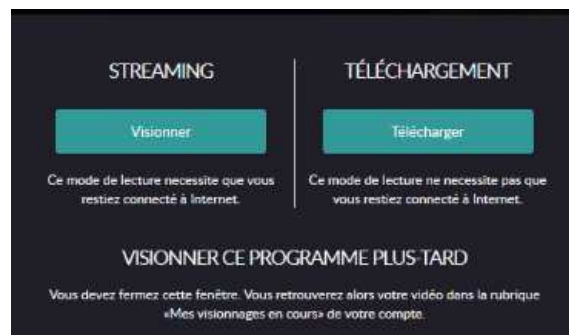 STREAMING
Visionner
Ce mode de lecture necessite que vous
restiez connecté à Internet.
TÉLÉCHARGEMENT
Télécharger
Ce mode de lecture ne necessite pas que
vous restiez connecté à Internet.
VISIONNER CE PROGRAMME PLUS-TARD
Vous devez fermez cette fenêtre. Vous retrouverez alors votre vidéo dans la rubrique
«Mes visionnages en cours» de votre compte.